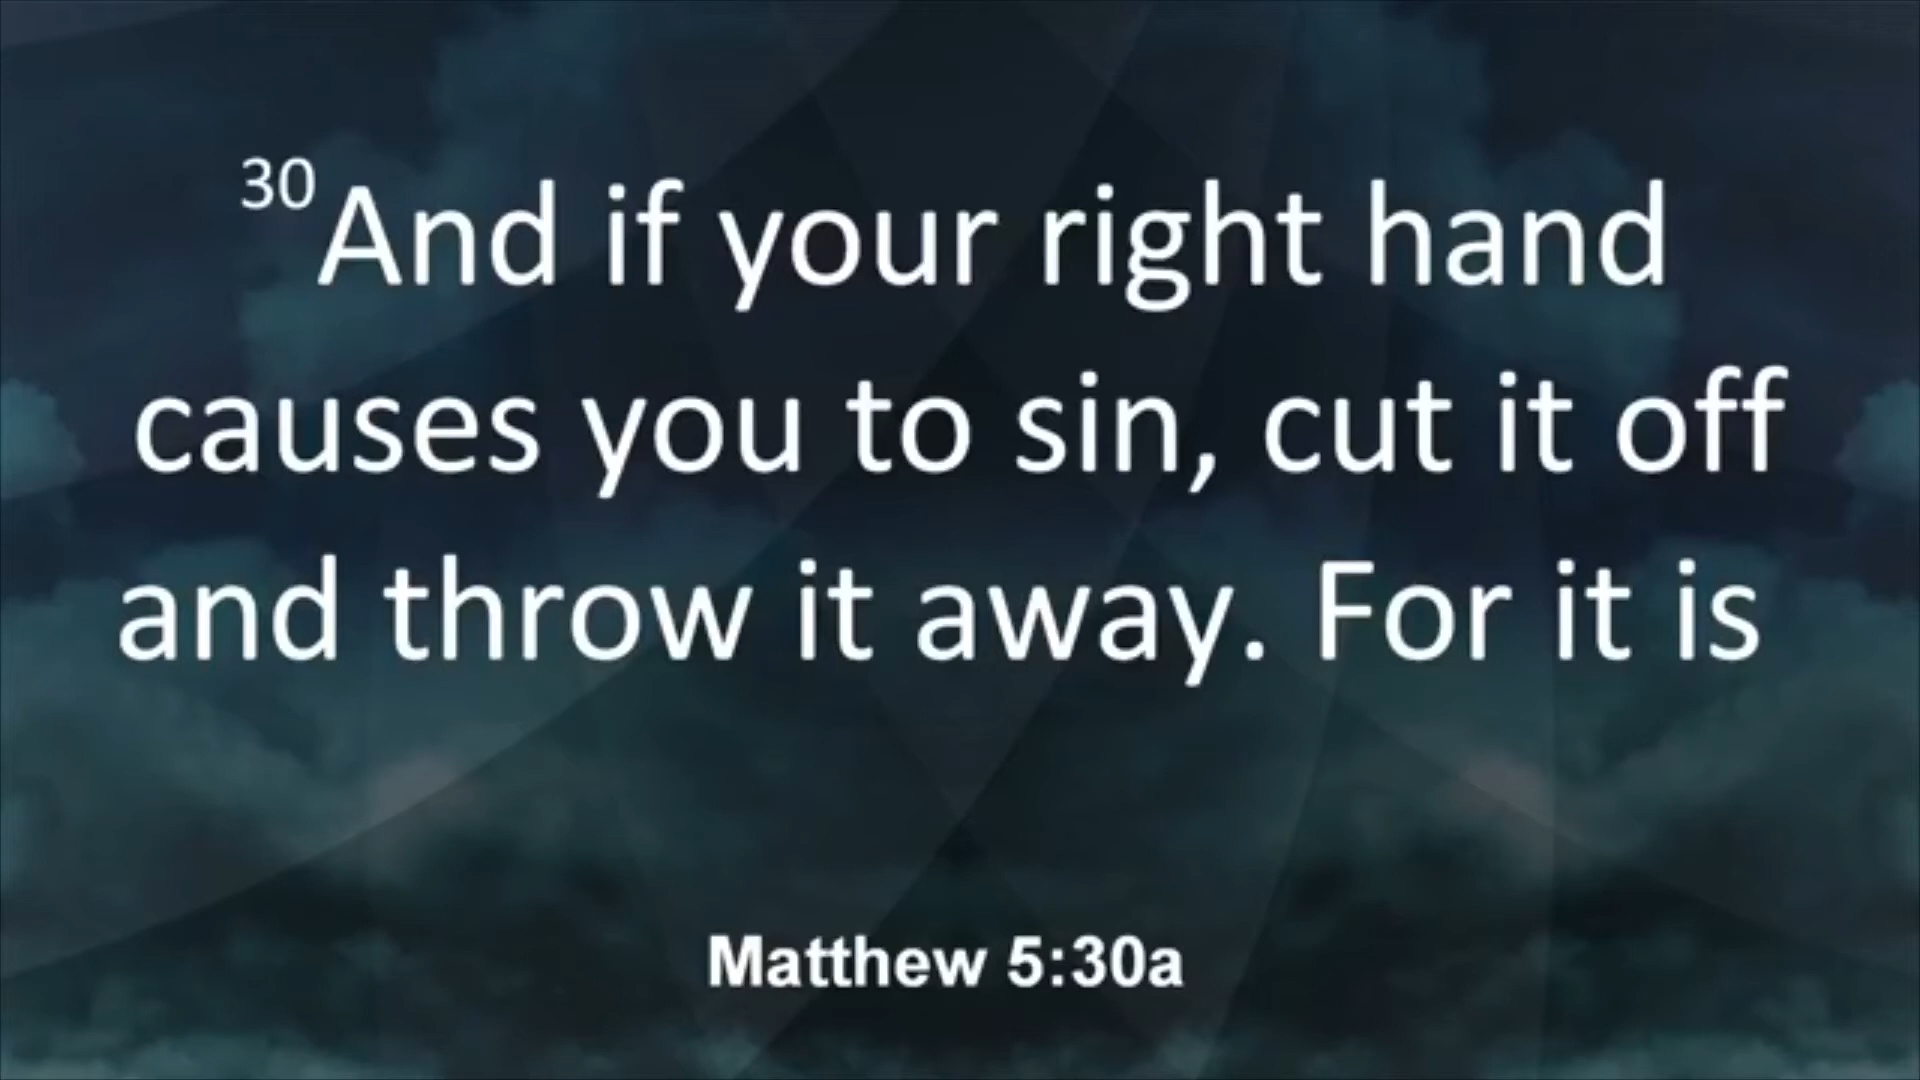 30And if your right hand
causes you to sin, cut it off
and throw it away. For it is
Matthew 5:30a